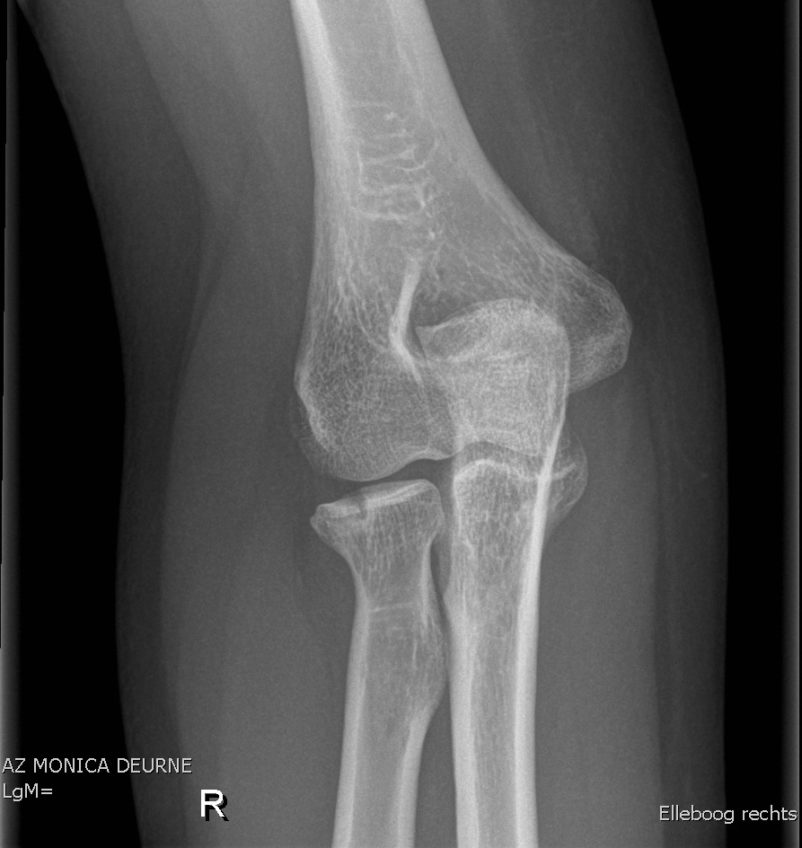 AZ MONICA DEURNE
LgM=
R
Elleboog rechts